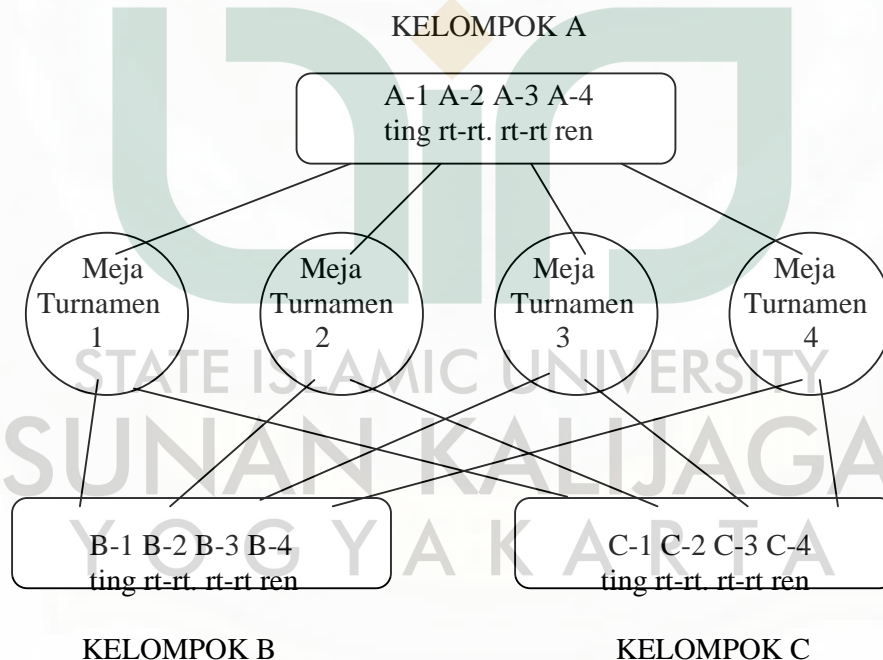 KELOMPOK A
A-1 A-2 A-3 A-4
ting rt-rt. rt-rt ren
Meja
Turnamen
1
Meja
Turnamen
2
Meja
Turnamen
3
Meja
Turnamen
4
STATE ISLAMIC UNIVERSITY
SUNAN KALIJAGA
YOGYAKARTA
B-1 B-2 B-3 B-4
ting rt-rt. rt-rt ren
C-1 C-2 C-3 C-4
ting rt-rt. rt-rt ren
KELOMPOK B
KELOMPOK C